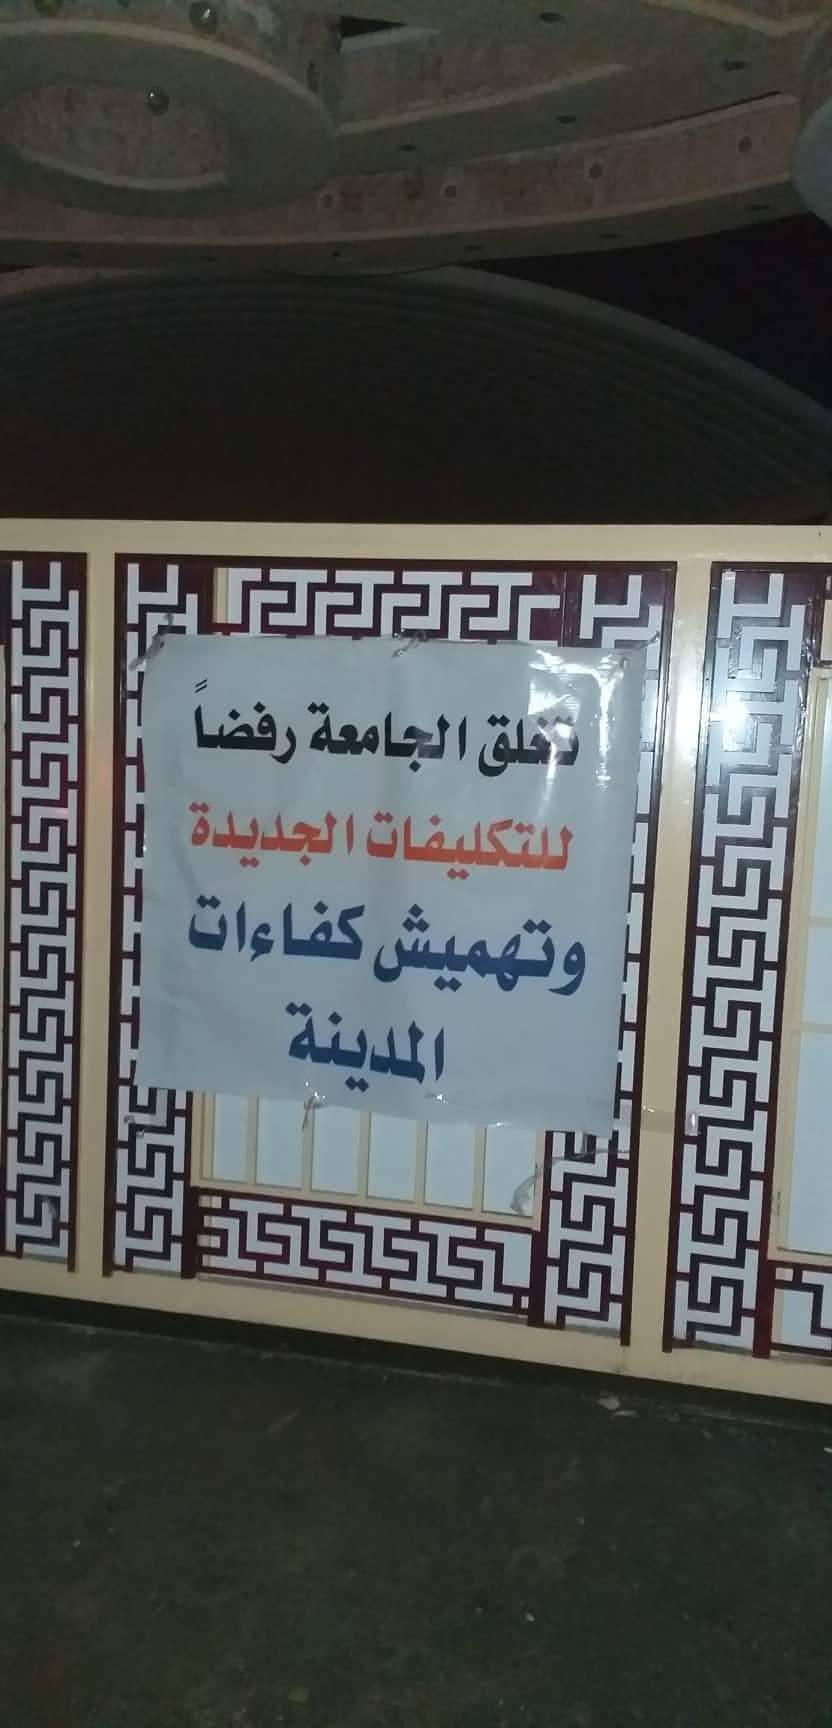 تغلق الجامعة رفضاً
للتكليفات الجديدة
وتهميش كفاءات
المدينة